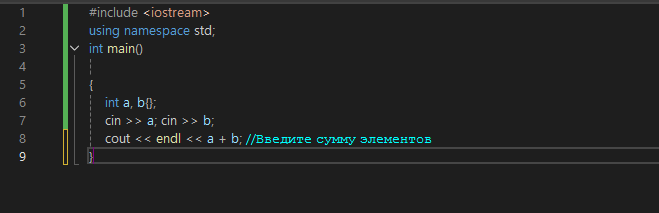 1 #include <iostream>
2 using namespace std;
3 int main()
4
5 {
6 int a, b{};
7 cin >> a; cin >> b;
8 cout << endl << a + b; //Введите сумму элементов
9 }